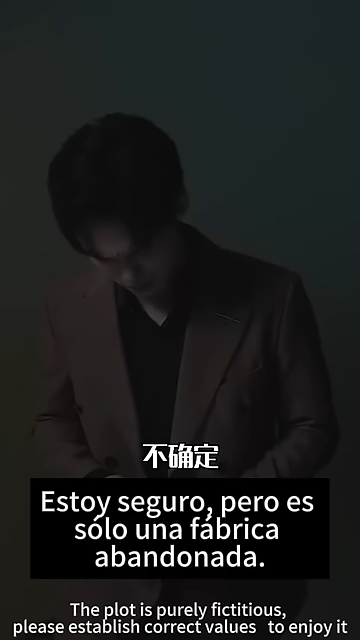 不确定
Estoy seguro, pero es
sólo una fábrica
abandonada.
The plot is purely fictitious,
please establish correct values to enjoy it